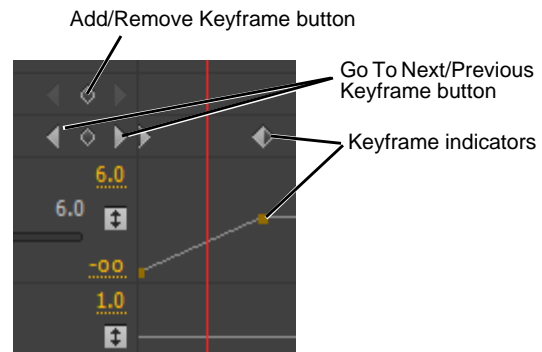 Add/Remove Keyframe button
Go To Next/Previous
Keyframe button
Keyframe indicators
6.0
6.0
-oo
1.0